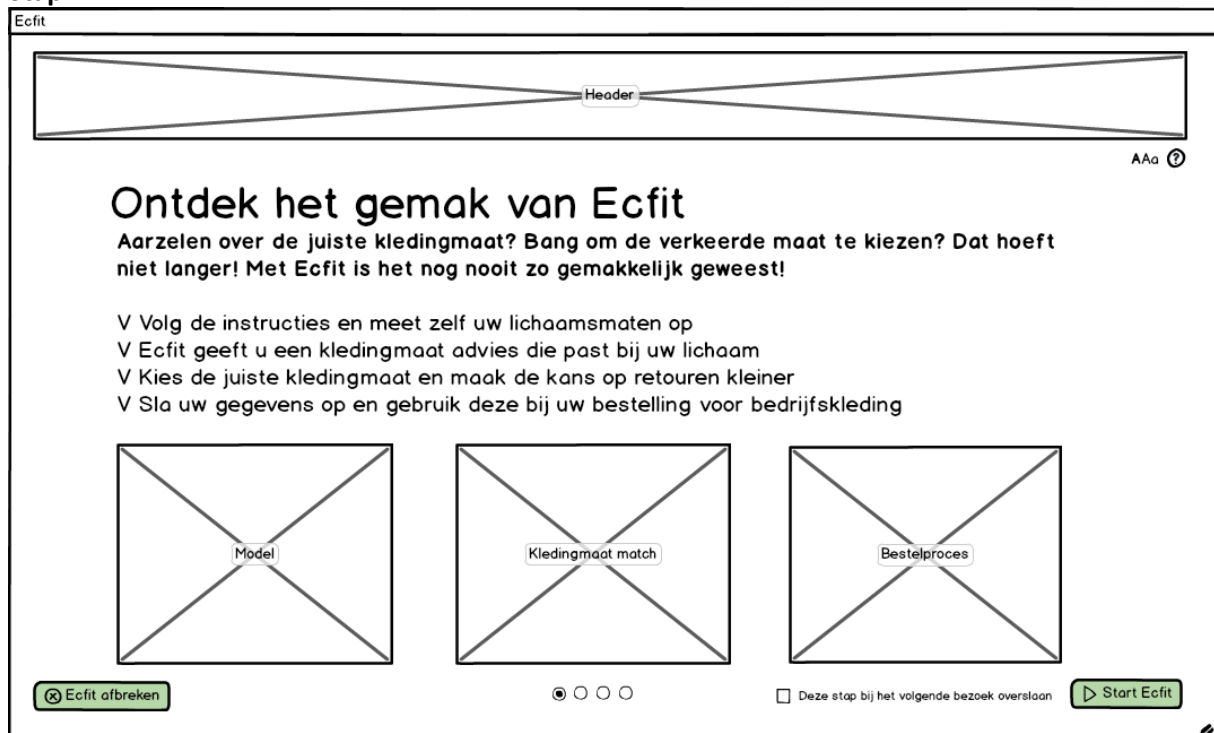 Ecfit
Header
AAa ?
Ontdek het gemak van Ecfit
Aarzelen over de juiste kledingmaat? Bang om de verkeerde maat te kiezen? Dat hoeft
niet langer! Met Ecfit is het nog nooit zo gemakkelijk geweest!
V Volg de instructies en meet zelf uw lichaamsmaten op
V Ecfit geeft u een kledingmaat advies die past bij uw lichaam
V Kies de juiste kledingmaat en maak de kans op retouren kleiner
V Sla uw gegevens op en gebruik deze bij uw bestelling voor bedrijfskleding
Model
Kledingmaat match
Bestelproces
Ecfit afbreken
Deze stap bij het volgende bezoek overslaan
Start Ecfit